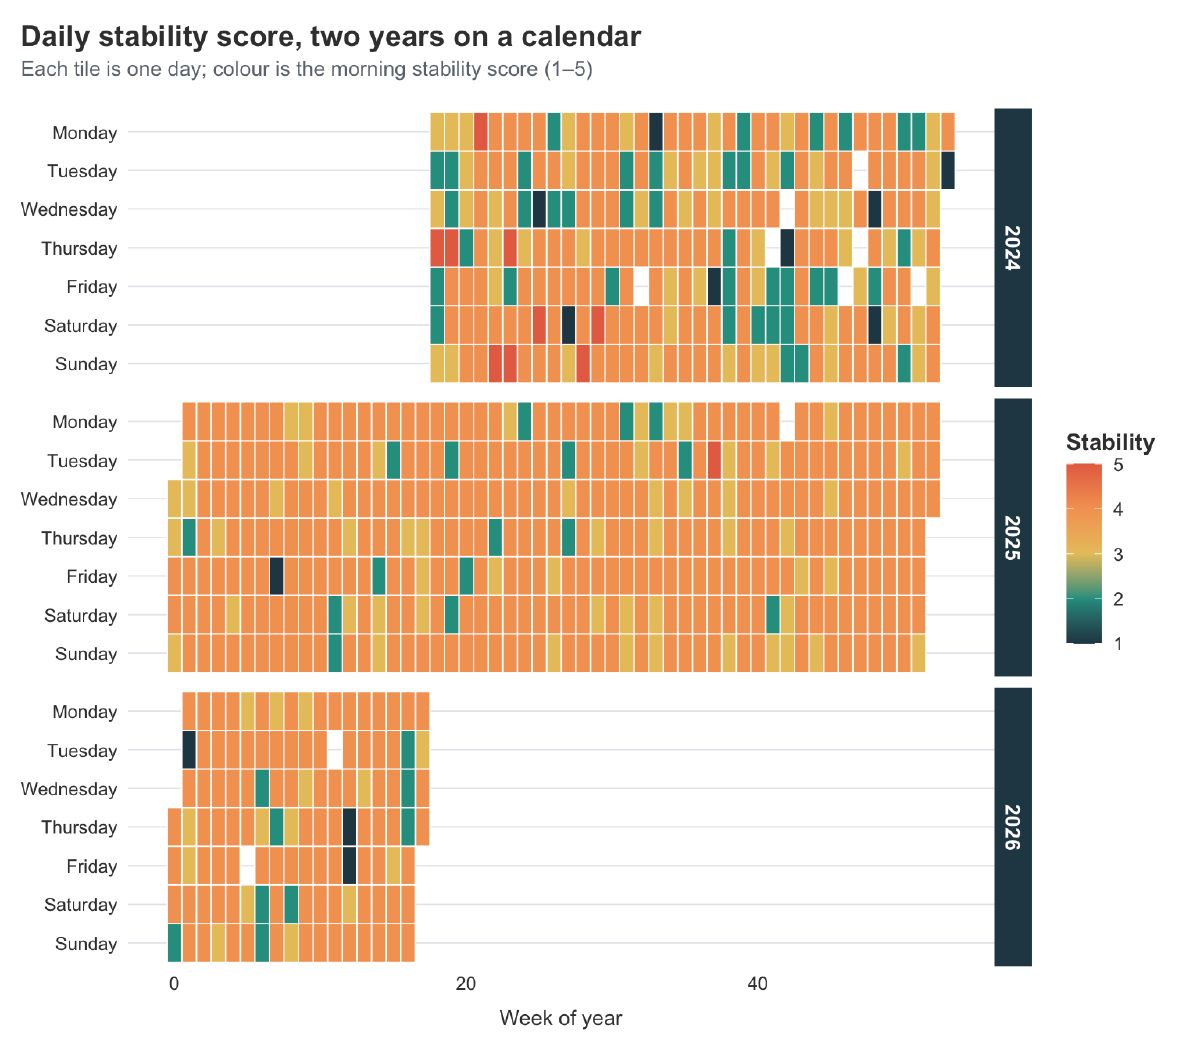 Daily stability score, two years on a calendar
Each tile is one day; colour is the morning stability score (1–5)
Monday
Tuesday
Wednesday
Thursday
Friday
Saturday
Sunday
2024
Monday
Tuesday
Wednesday
Thursday
Friday
Saturday
Sunday
2025
Monday
Tuesday
Wednesday
Thursday
Friday
Saturday
Sunday
2026
0
20
40
Week of year
Stability
5
4
3
2
1